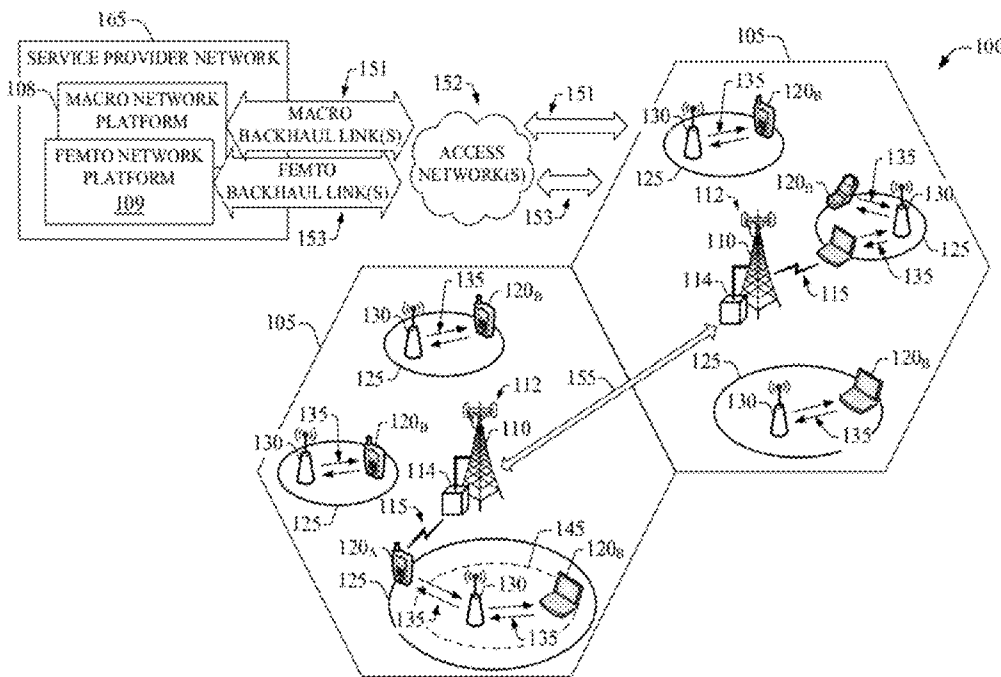 165
SERVICE PROVIDER NETWORK
108
MACRO NETWORK
PLATFORM
FEMTO NETWORK
PLATFORM
109
151
MACRO
BACKHAUL LINK(S)
FEMTO
BACKHAUL LINK(S)
153
152
ACCESS
NETWORK(S)
151
153
105
100
130
135
120B
125
112
110
114
115
120B
135
130
125
135
125
130
120B
135
155
105
130
135
120B
125
130
135
120B
125
112
110
114
115
120A
125
145
130
120B
135
135